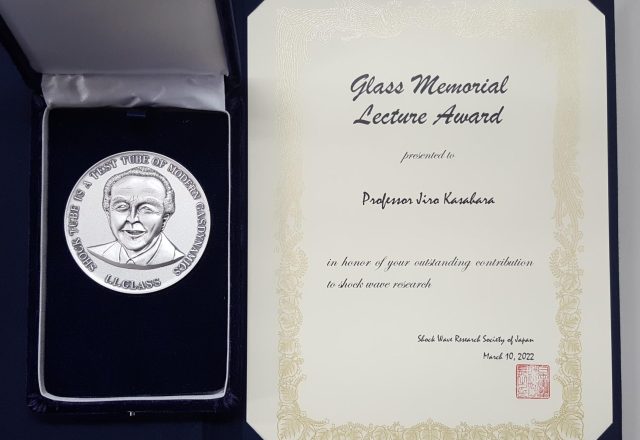 SHOCK TUBE IS A TEST TUBE OF MODERN GASDYNAMICS
I.I.GLASS
Glass Memorial
Lecture Award
presented to
Professor Jiro Kasahara
in honor of your outstanding contribution
to shock wave research
Shock Wave Research Society of Japan
March 10, 2022